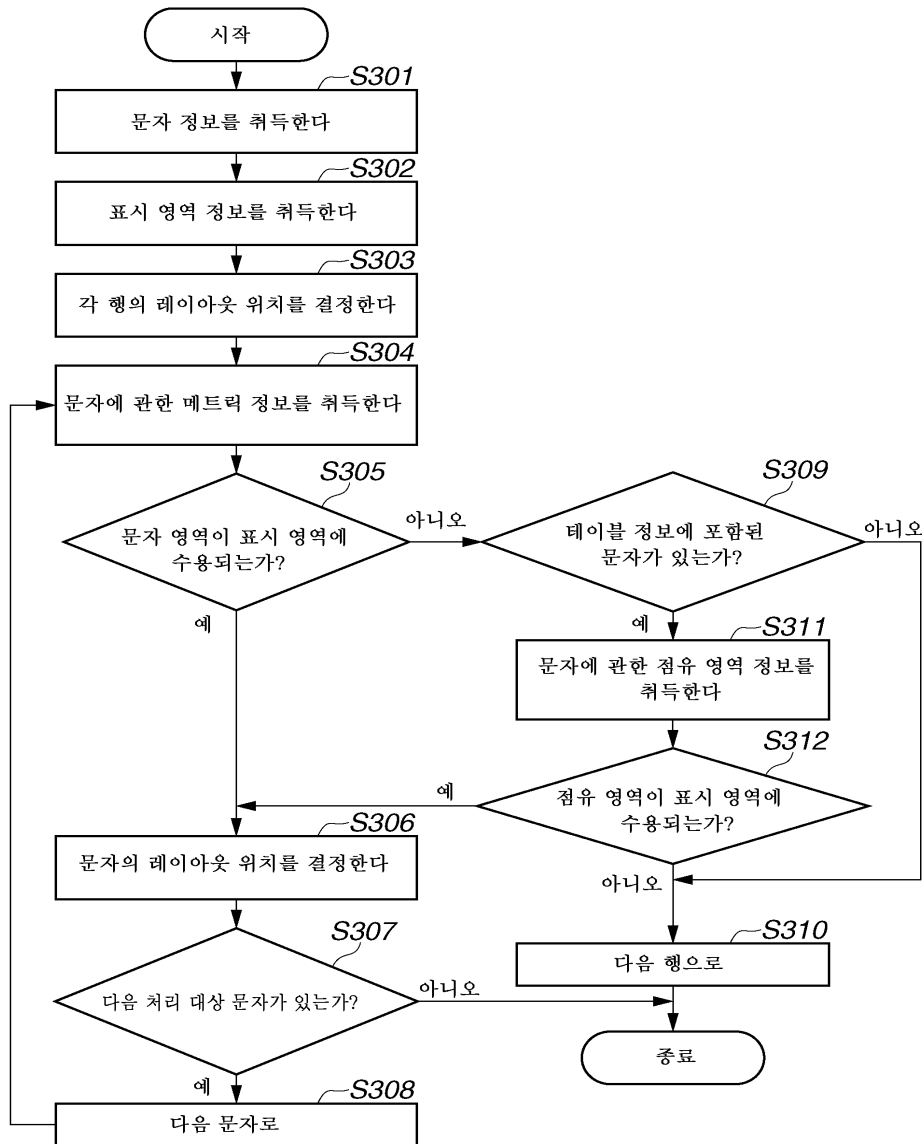 시작
S301
문자 정보를 취득한다
S302
표시 영역 정보를 취득한다
S303
각 행의 레이아웃 위치를 결정한다
S304
문자에 관한 메트릭 정보를 취득한다
S305
문자 영역이 표시 영역에
수용되는가?
아니오
예
S309
테이블 정보에 포함된
문자가 있는가?
아니오
예
S311
문자에 관한 점유 영역 정보를
취득한다
S312
점유 영역이 표시 영역에
수용되는가?
예
아니오
S306
문자의 레이아웃 위치를 결정한다
S307
다음 처리 대상 문자가 있는가?
아니오
예
S310
다음 행으로
종료
S308
다음 문자로